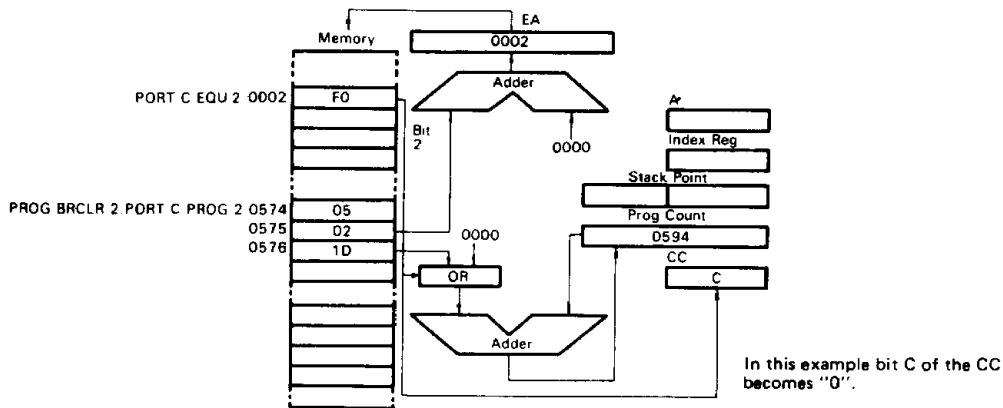 EA
Memory
0002
Adder
PORT C EQU 2 0002
F0
Bit
2
0000
A
Index Reg
Stack Point
PROG BRCLR 2.PORT C PROG 2 0574
05
0575
02
0576
1D
0000
Prog Count
0594
CC
OR
C
Adder
In this example bit C of the CC
becomes "0".